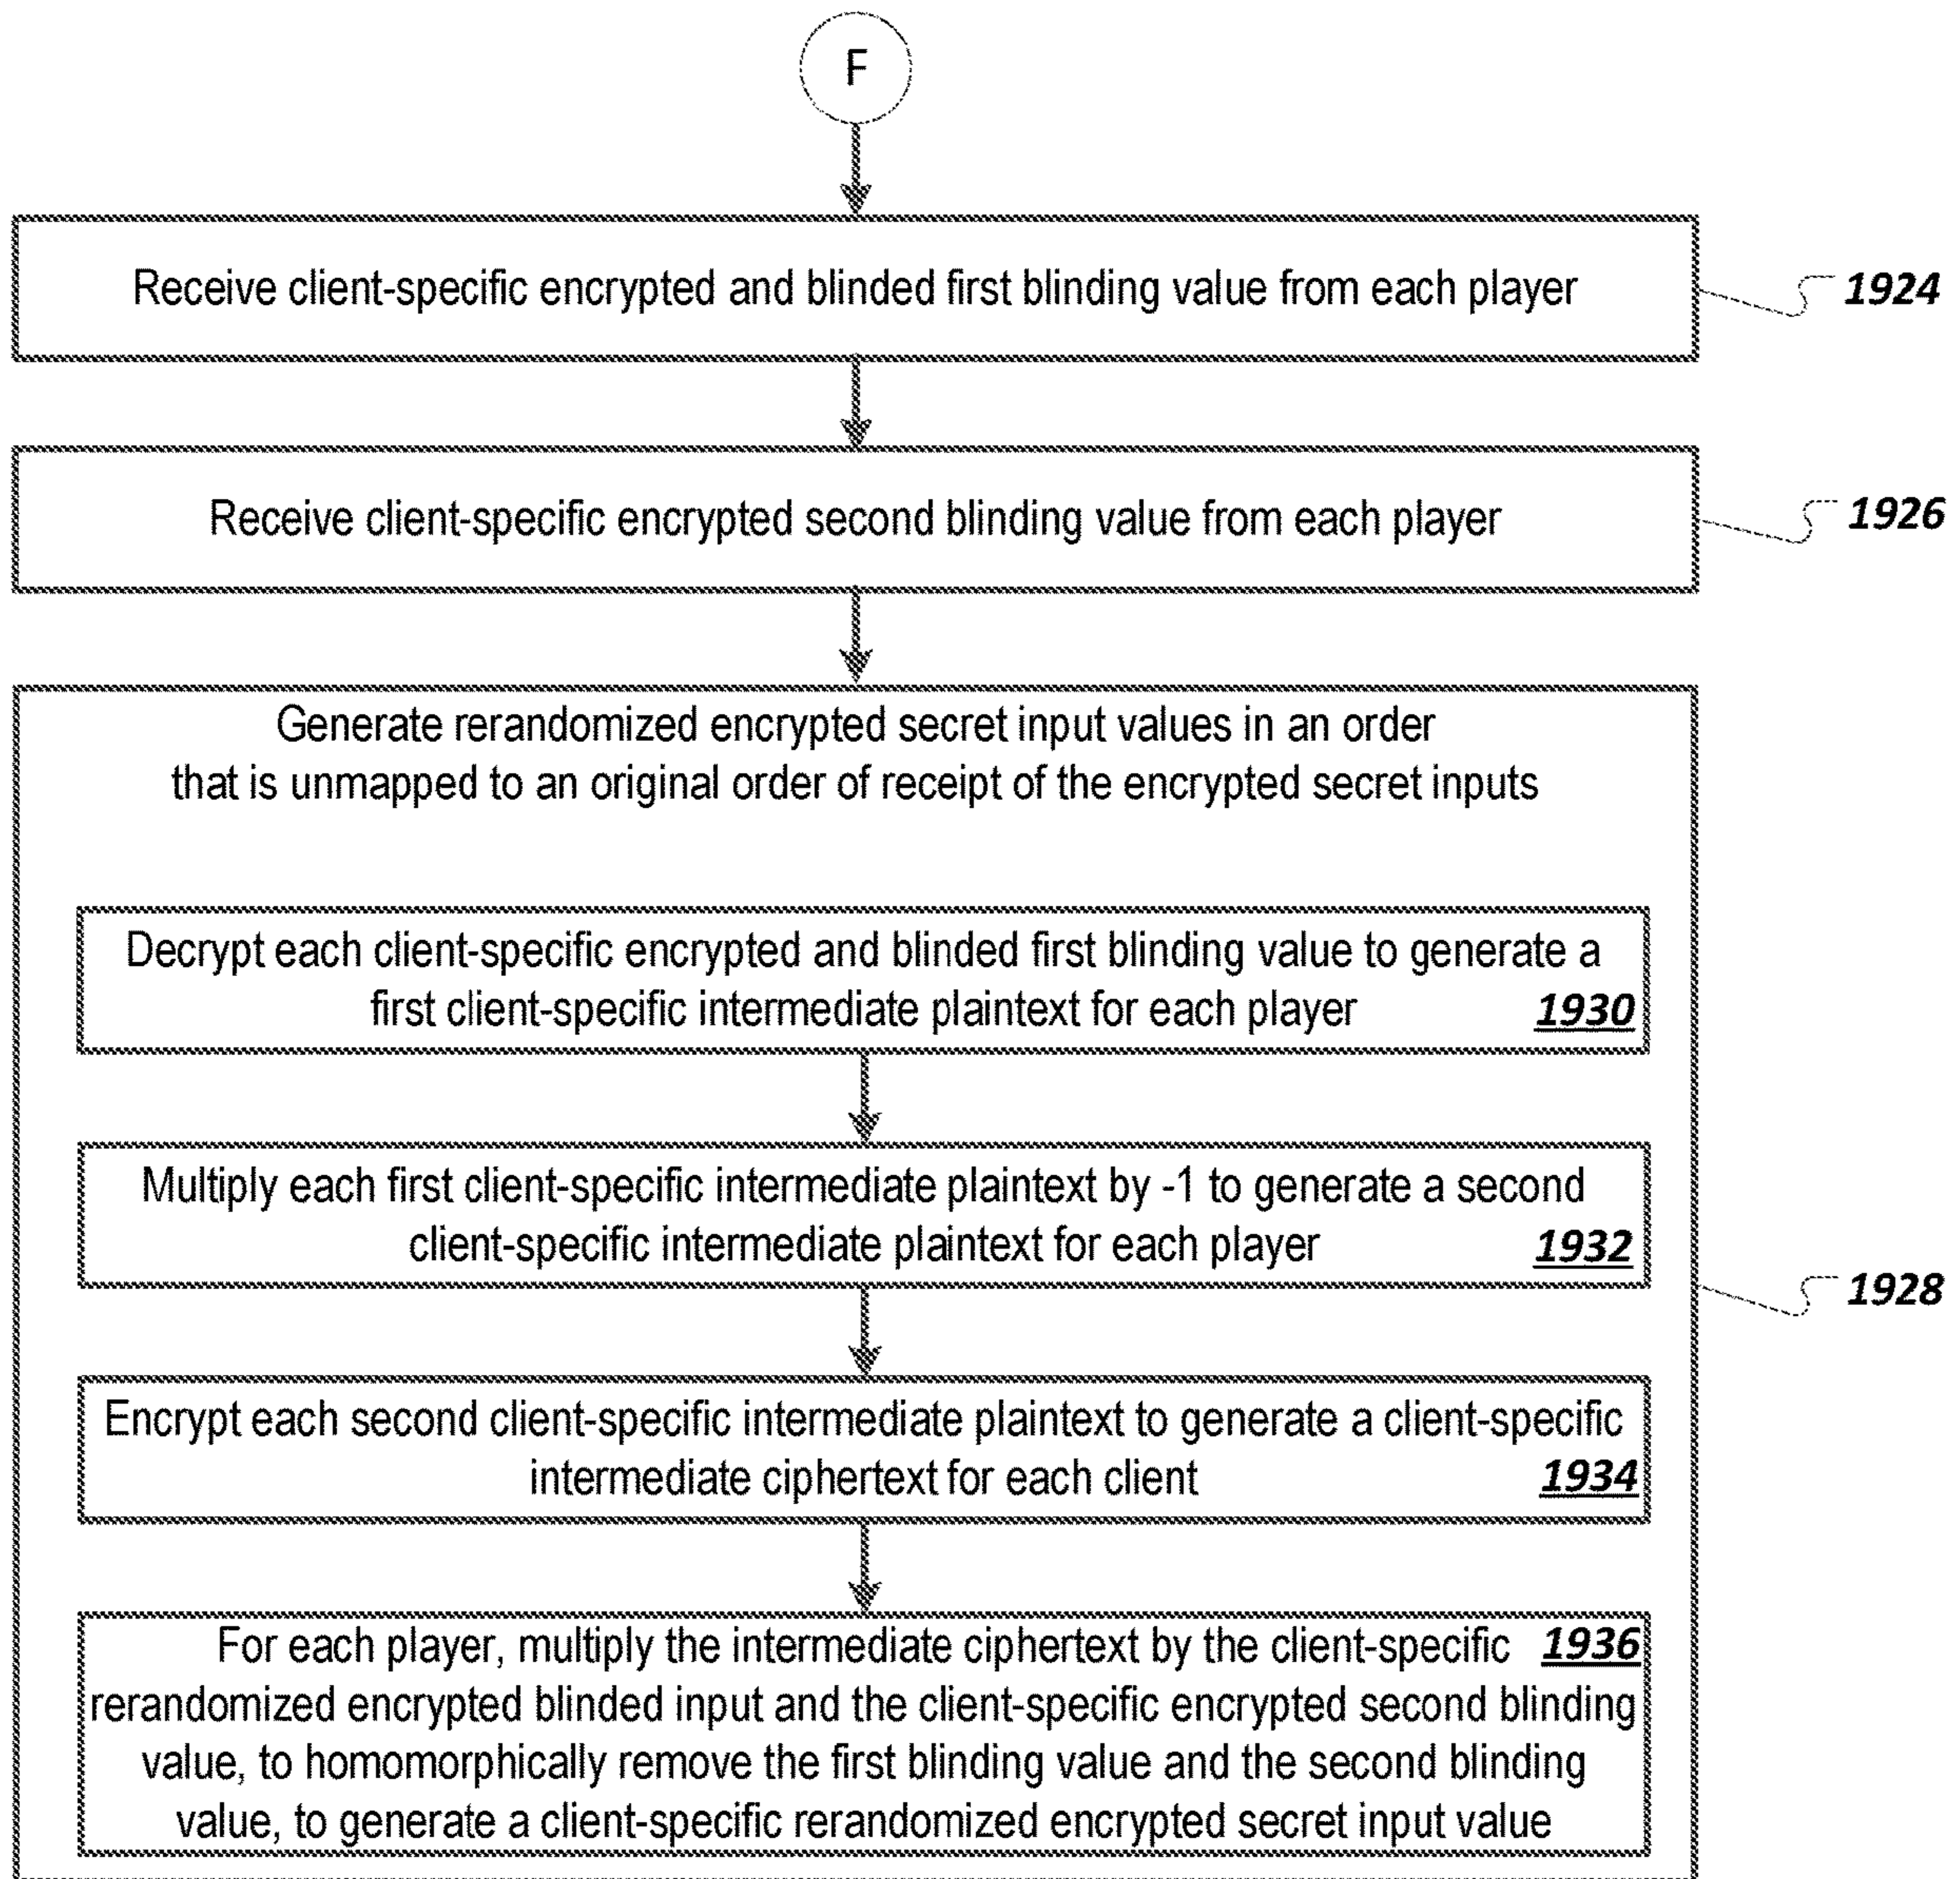 F
Receive client-specific encrypted and blinded first blinding value from each player
1924
Receive client-specific encrypted second blinding value from each player
1926
Generate rerandomized encrypted secret input values in an order
that is unmapped to an original order of receipt of the encrypted secret inputs
Decrypt each client-specific encrypted and blinded first blinding value to generate a
first client-specific intermediate plaintext for each player 1930
Multiply each first client-specific intermediate plaintext by -1 to generate a second
client-specific intermediate plaintext for each player 1932
1928
Encrypt each second client-specific intermediate plaintext to generate a client-specific
intermediate ciphertext for each client 1934
For each player, multiply the intermediate ciphertext by the client-specific 1936
rerandomized encrypted blinded input and the client-specific encrypted second blinding
value, to homomorphically remove the first blinding value and the second blinding
value, to generate a client-specific rerandomized encrypted secret input value